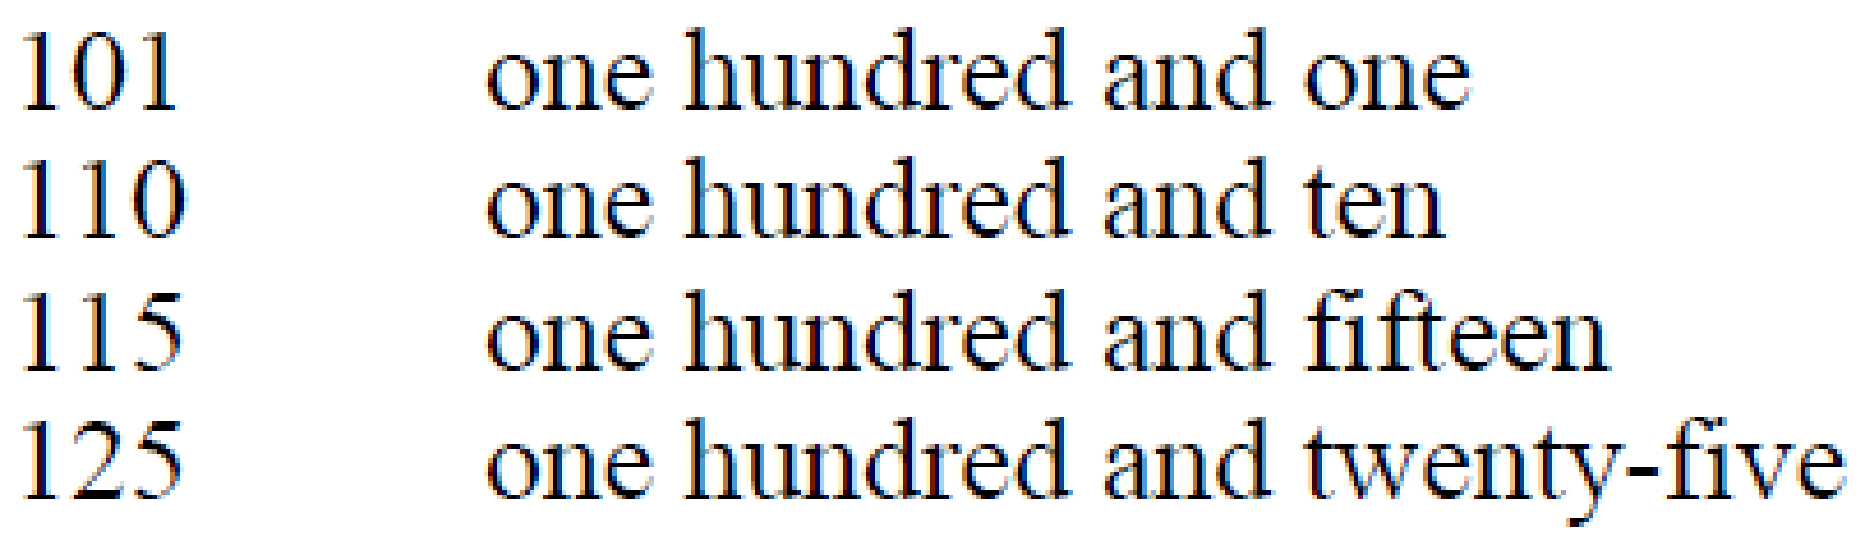 101 one hundred and one
110 one hundred and ten
115 one hundred and fifteen
125 one hundred and twenty-five